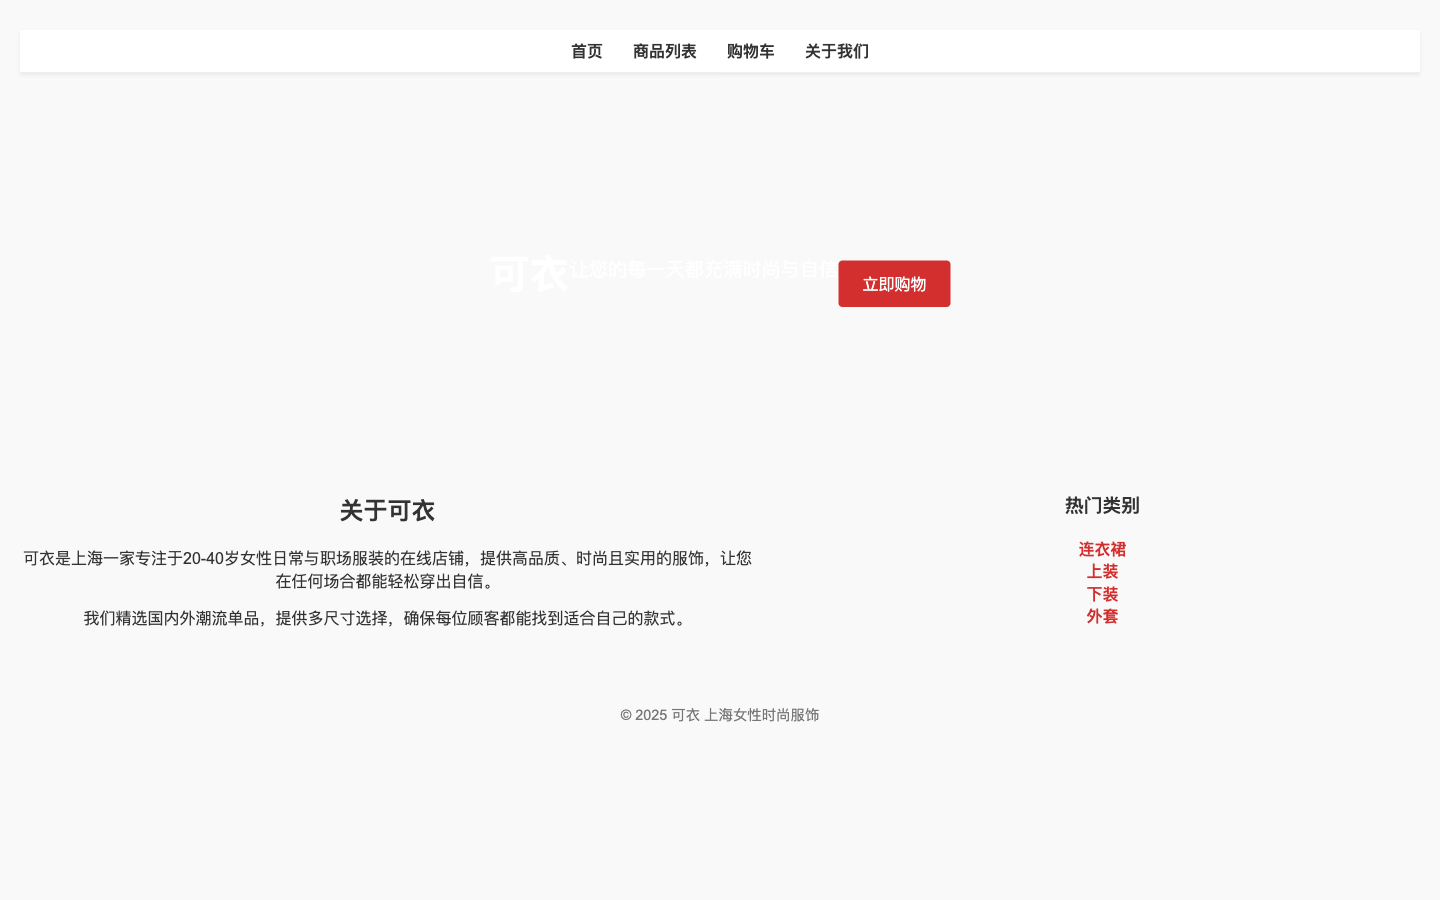 首页 商品列表 购物车 关于我们
可衣 让您的每一天都充满时尚与自信 立即购物
关于可衣
可衣是上海一家专注于20-40岁女性日常与职场服装的在线店铺，提供高品质、时尚且实用的服饰，让您
在任何场合都能轻松穿出自信。
我们精选国内外潮流单品，提供多尺寸选择，确保每位顾客都能找到适合自己的款式。
热门类别
连衣裙
上装
下装
外套
© 2025 可衣 上海女性时尚服饰